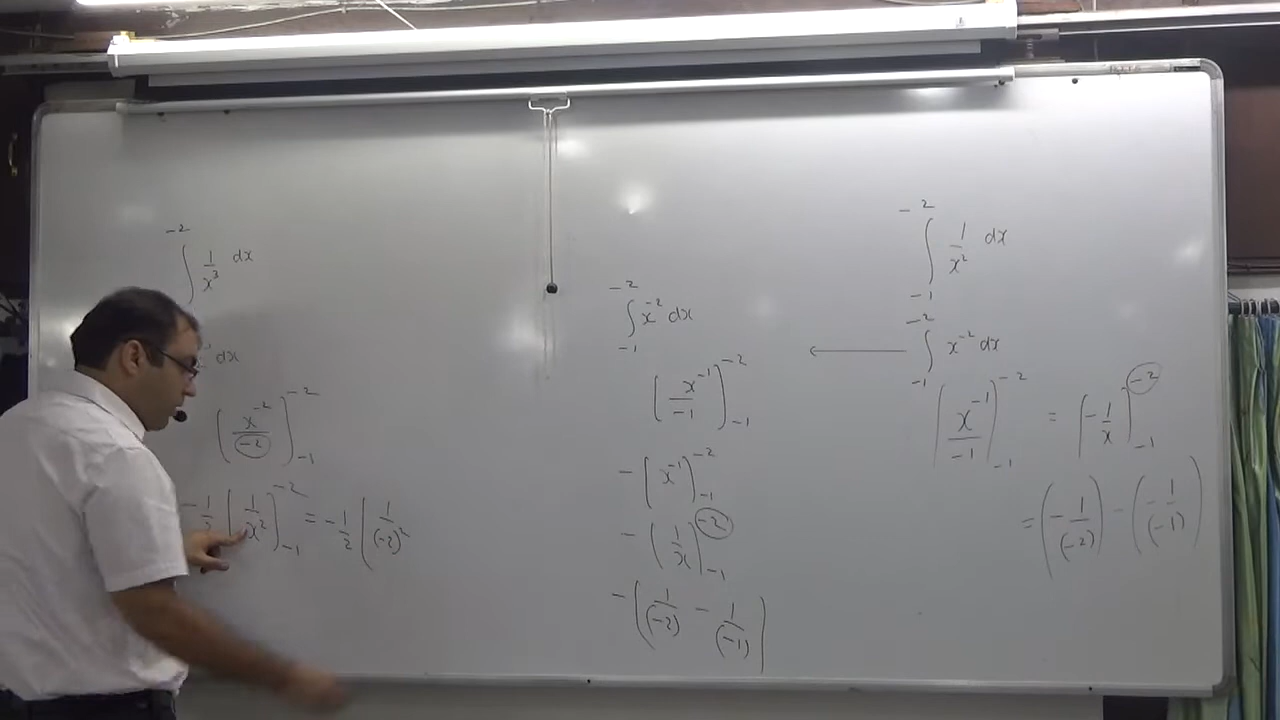 -2
∫ 1/x³ dx
dx
[x⁻²/-2]₋₁⁻²
-1/2 [1/x²]₋₁⁻² = -1/2 [1/(-2)²
∫₋₁⁻² x⁻² dx
[x⁻¹/-1]₋₁⁻²
- [x⁻¹]₋₁⁻²
- [1/x]₋₁⁻²
- [1/(-2) - 1/(-1)]
∫₋₁⁻² 1/x² dx
∫₋₁⁻² x⁻² dx
[x⁻¹/-1]₋₁⁻² = [-1/x]₋₁⁻²
= (-1/(-2)) - (-1/(-1))